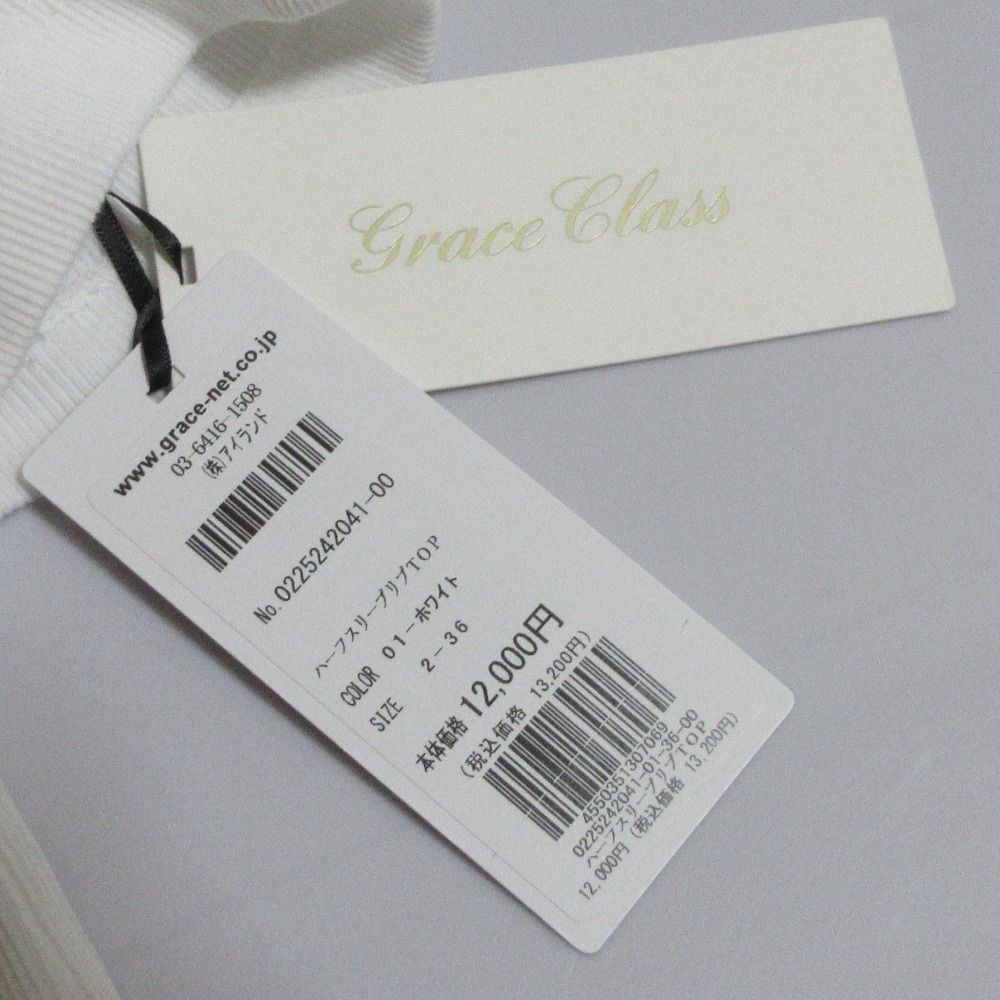 Grace Class
www.grace-net.co.jp
03-6416-1508
(株)アイランド
No.0225242041-00
ハーフスリーブリブTOP
COLOR 01-ホワイト
SIZE 2-36
本体価格 12,000円
(税込価格 13,200円)
4550351307069
0225242041-01-36-00
ハーフスリーブリブTOP
12,000円 (税込価格 13,200円)